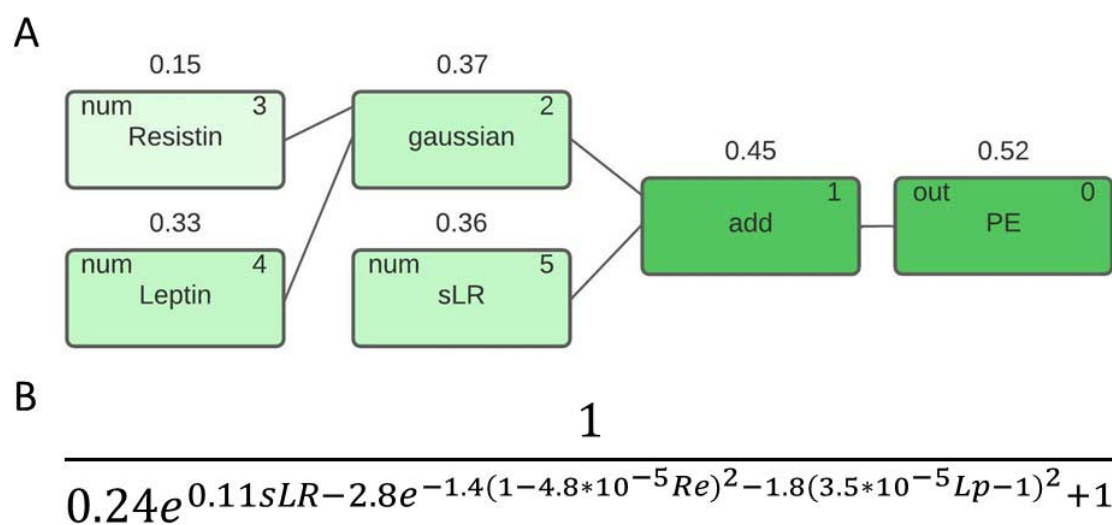 A
0.15 0.37
num 3 2
Resistin gaussian
0.45 0.52
1 out 0
add PE
0.33 0.36
num 4 num 5
Leptin sLR
B
1
0.24e^{0.11sLR-2.8e^{-1.4(1-4.8*10^{-5}Re)^2-1.8(3.5*10^{-5}Lp-1)^2}}+1